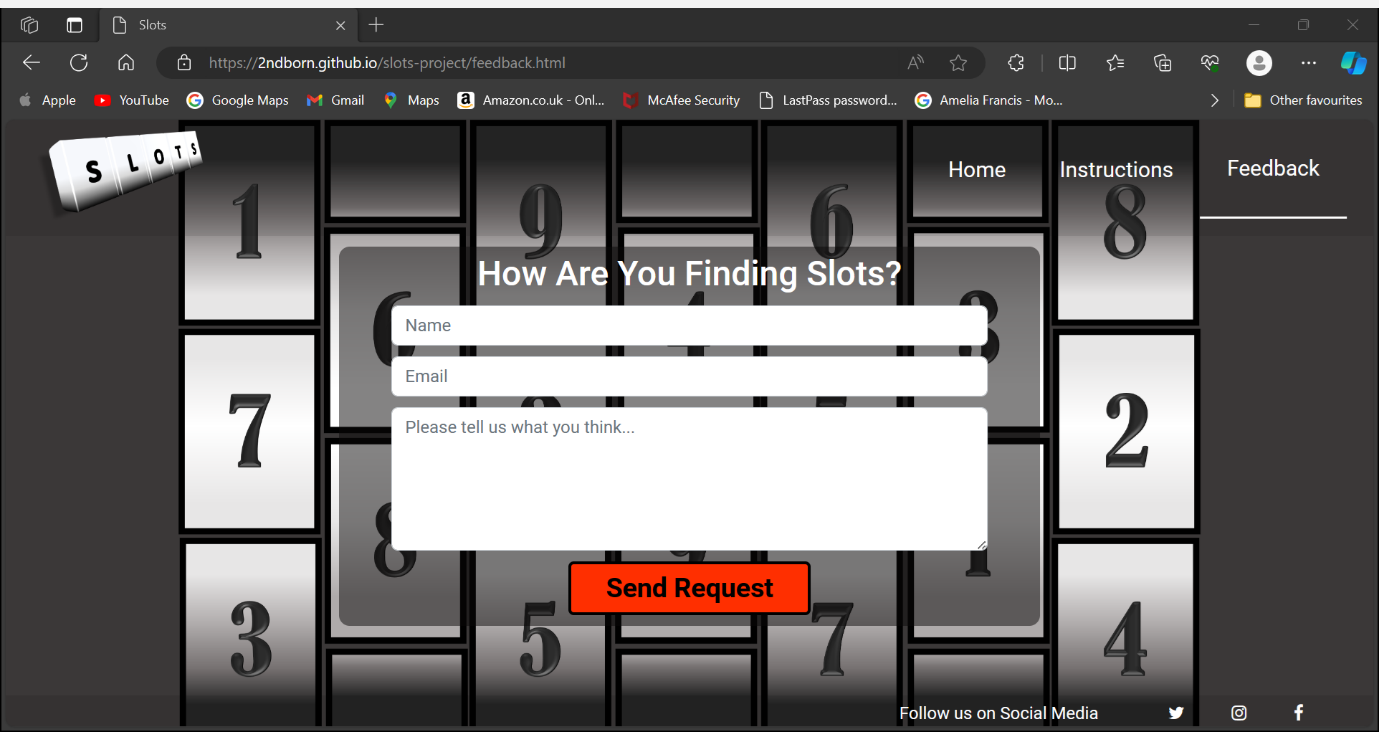 Slots
https://2ndborn.github.io/slots-project/feedback.html
Apple YouTube Google Maps Gmail Maps Amazon.co.uk - Onl... McAfee Security LastPass password... Amelia Francis - Mo... Other favourites
SLOTS
Home Instructions Feedback
1 9 6 8
How Are You Finding Slots?
Name
Email
Please tell us what you think...
7 2
8 1
Send Request
3 5 7 4
Follow us on Social Media